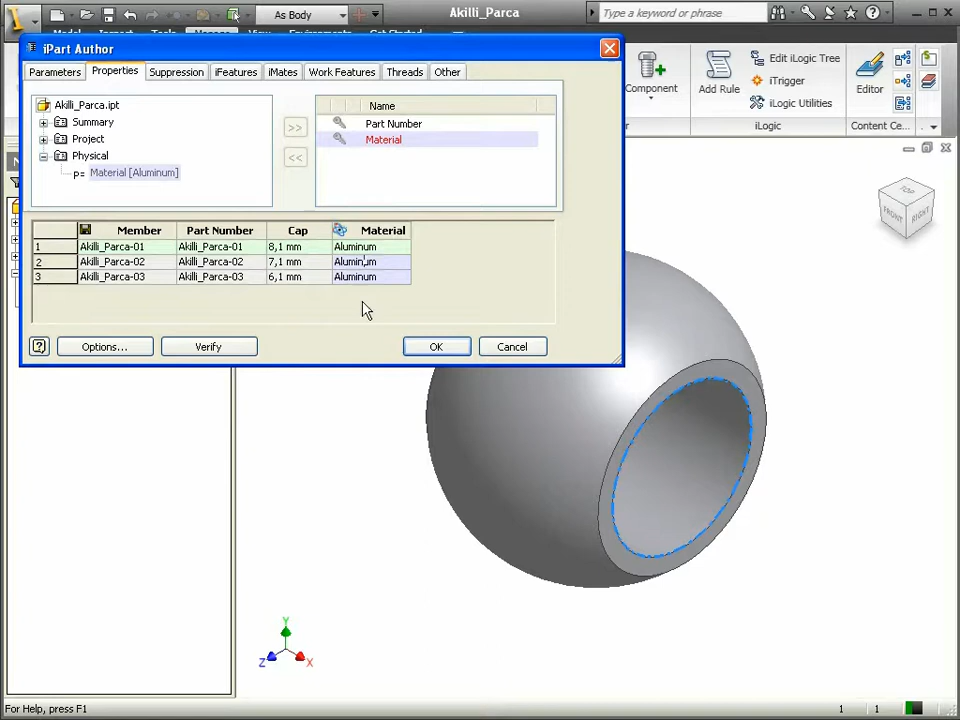 As Body
Akilli_Parca
Type a keyword or phrase
iPart Author
Parameters
Properties
Suppression
iFeatures
iMates
Work Features
Threads
Other
Akilli_Parca.ipt
Summary
Project
Physical
p= Material [Aluminum]
>>
<<
Name
Part Number
Material
Member Part Number Cap Material
1 Akilli_Parca-01 Akilli_Parca-01 8,1 mm Aluminum
2 Akilli_Parca-02 Akilli_Parca-02 7,1 mm Aluminum
3 Akilli_Parca-03 Akilli_Parca-03 6,1 mm Aluminum
Options...
Verify
OK
Cancel
Component
Add Rule
Edit iLogic Tree
iTrigger
iLogic Utilities
iLogic
Editor
Content Ce...
TOP
FRONT
RIGHT
Y
Z
X
For Help, press F1
1
1